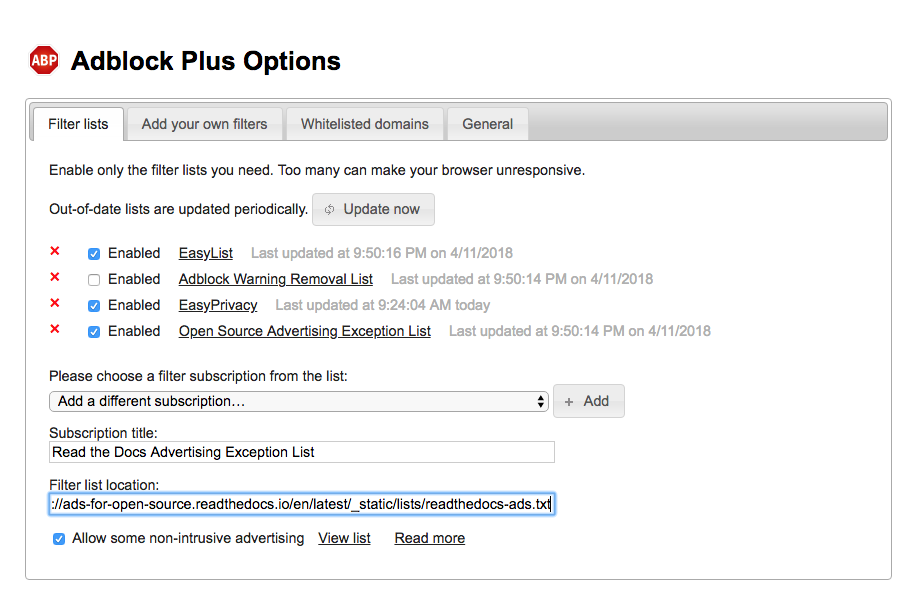 ABP Adblock Plus Options
Filter lists Add your own filters Whitelisted domains General
Enable only the filter lists you need. Too many can make your browser unresponsive.
Out-of-date lists are updated periodically. Update now
Enabled EasyList Last updated at 9:50:16 PM on 4/11/2018
Enabled Adblock Warning Removal List Last updated at 9:50:14 PM on 4/11/2018
Enabled EasyPrivacy Last updated at 9:24:04 AM today
Enabled Open Source Advertising Exception List Last updated at 9:50:14 PM on 4/11/2018
Please choose a filter subscription from the list:
Add a different subscription… + Add
Subscription title:
Read the Docs Advertising Exception List
Filter list location:
://ads-for-open-source.readthedocs.io/en/latest/_static/lists/readthedocs-ads.txt
Allow some non-intrusive advertising View list Read more